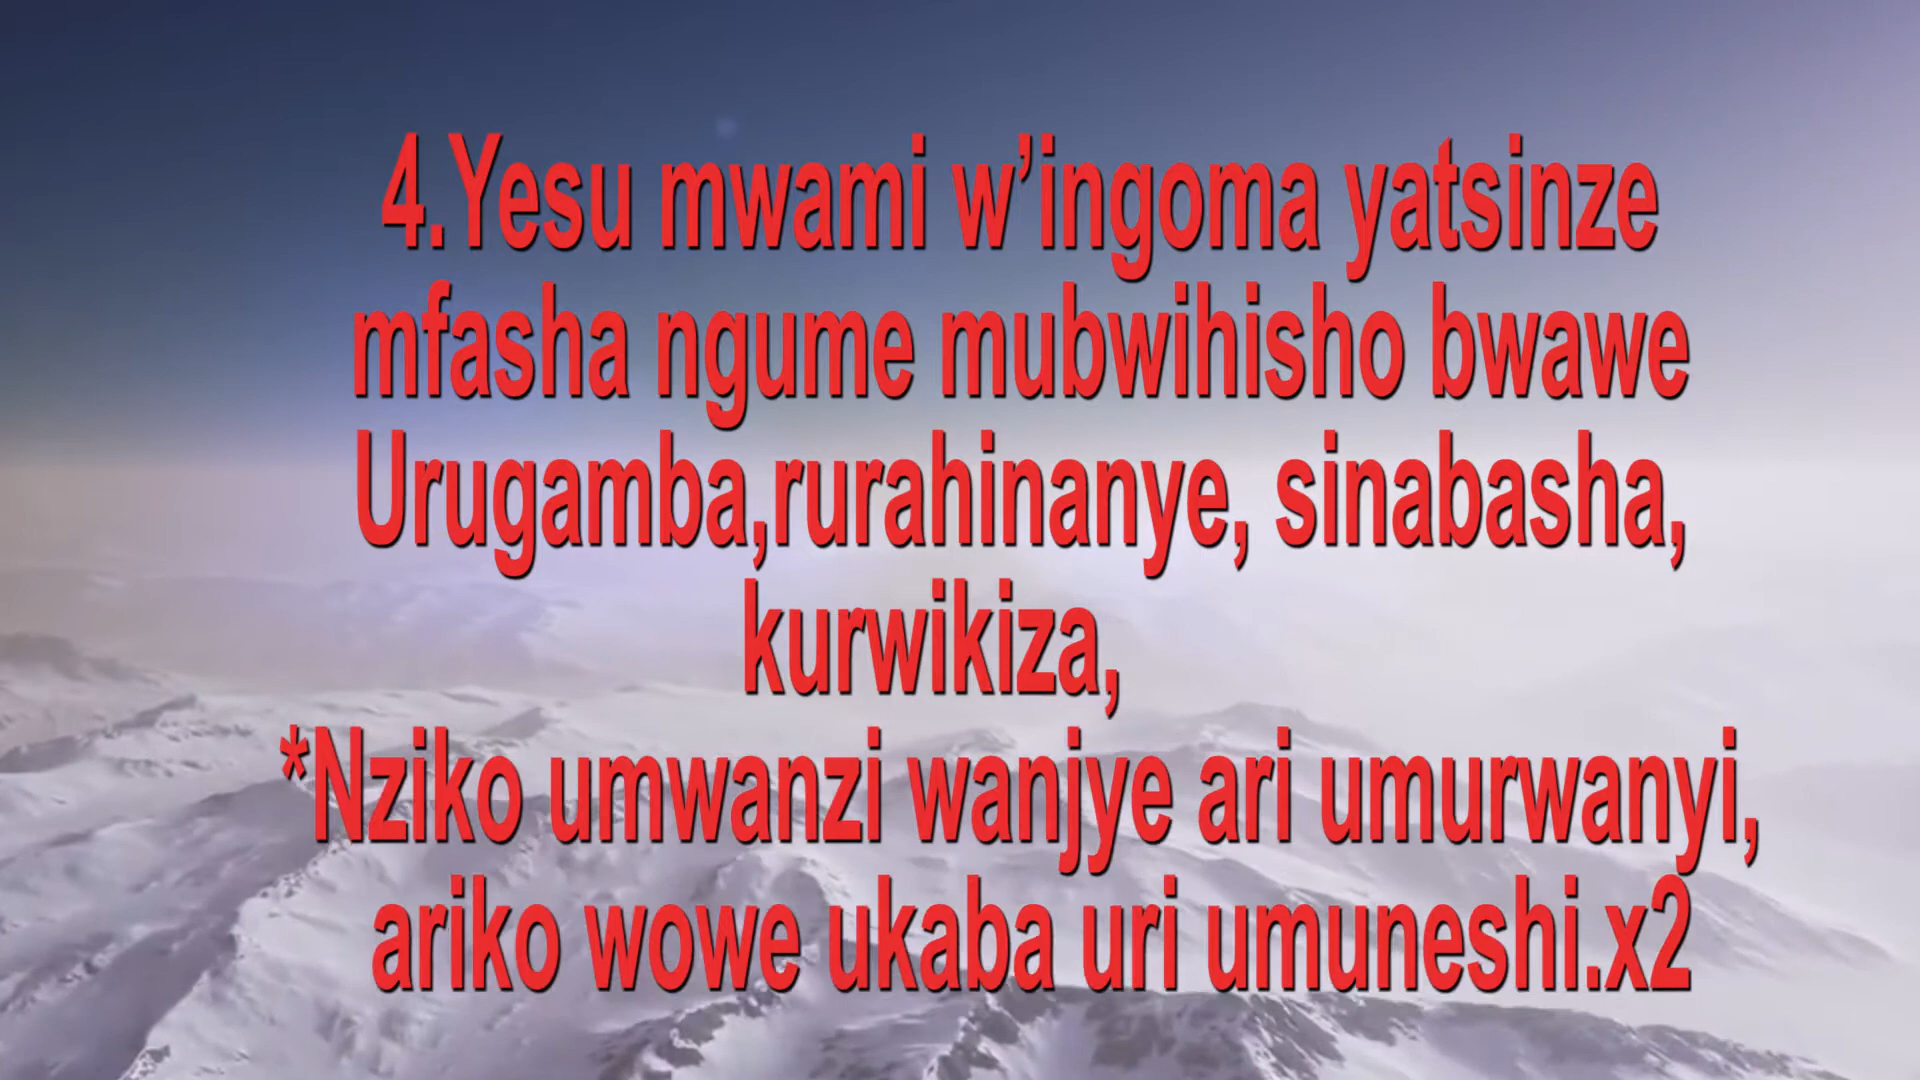 4.Yesu mwami w’ingoma yatsinze
mfasha ngume mubwihisho bwawe
Urugamba,rurahinanye, sinabasha,
kurwikiza,
*Nziko umwanzi wanjye ari umurwanyi,
ariko wowe ukaba uri umuneshi.x2